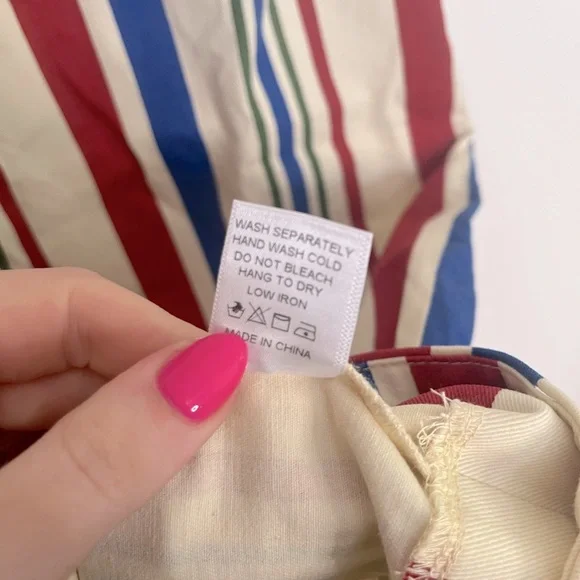 WASH SEPARATELY
HAND WASH COLD
DO NOT BLEACH
HANG TO DRY
LOW IRON
MADE IN CHINA